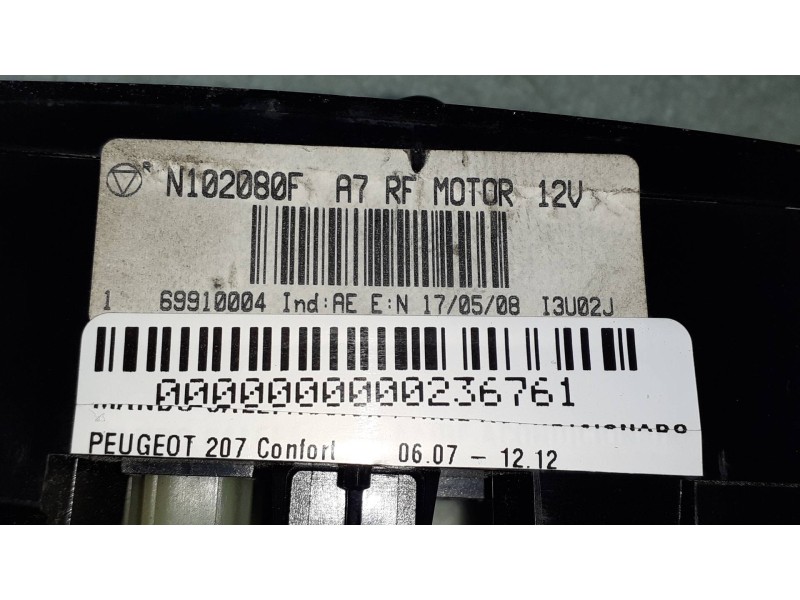 R N102080F A7 RF MOTOR 12V
1 69910004 Ind:AE E:N 17/05/08 I3U02J
0000000000236761
PEUGEOT 207 Confort 06.07 - 12.12